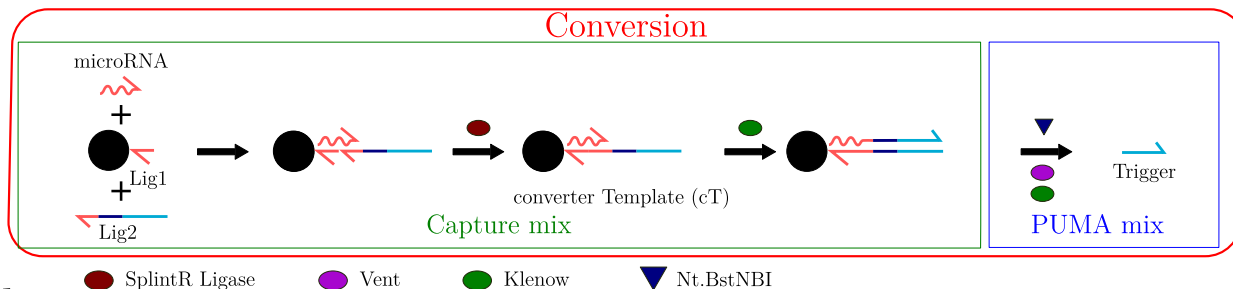 Conversion
microRNA
+
Lig1
+
Lig2
converter Template (cT)
Capture mix
Trigger
PUMA mix
SplintR Ligase
Vent
Klenow
Nt.BstNBI